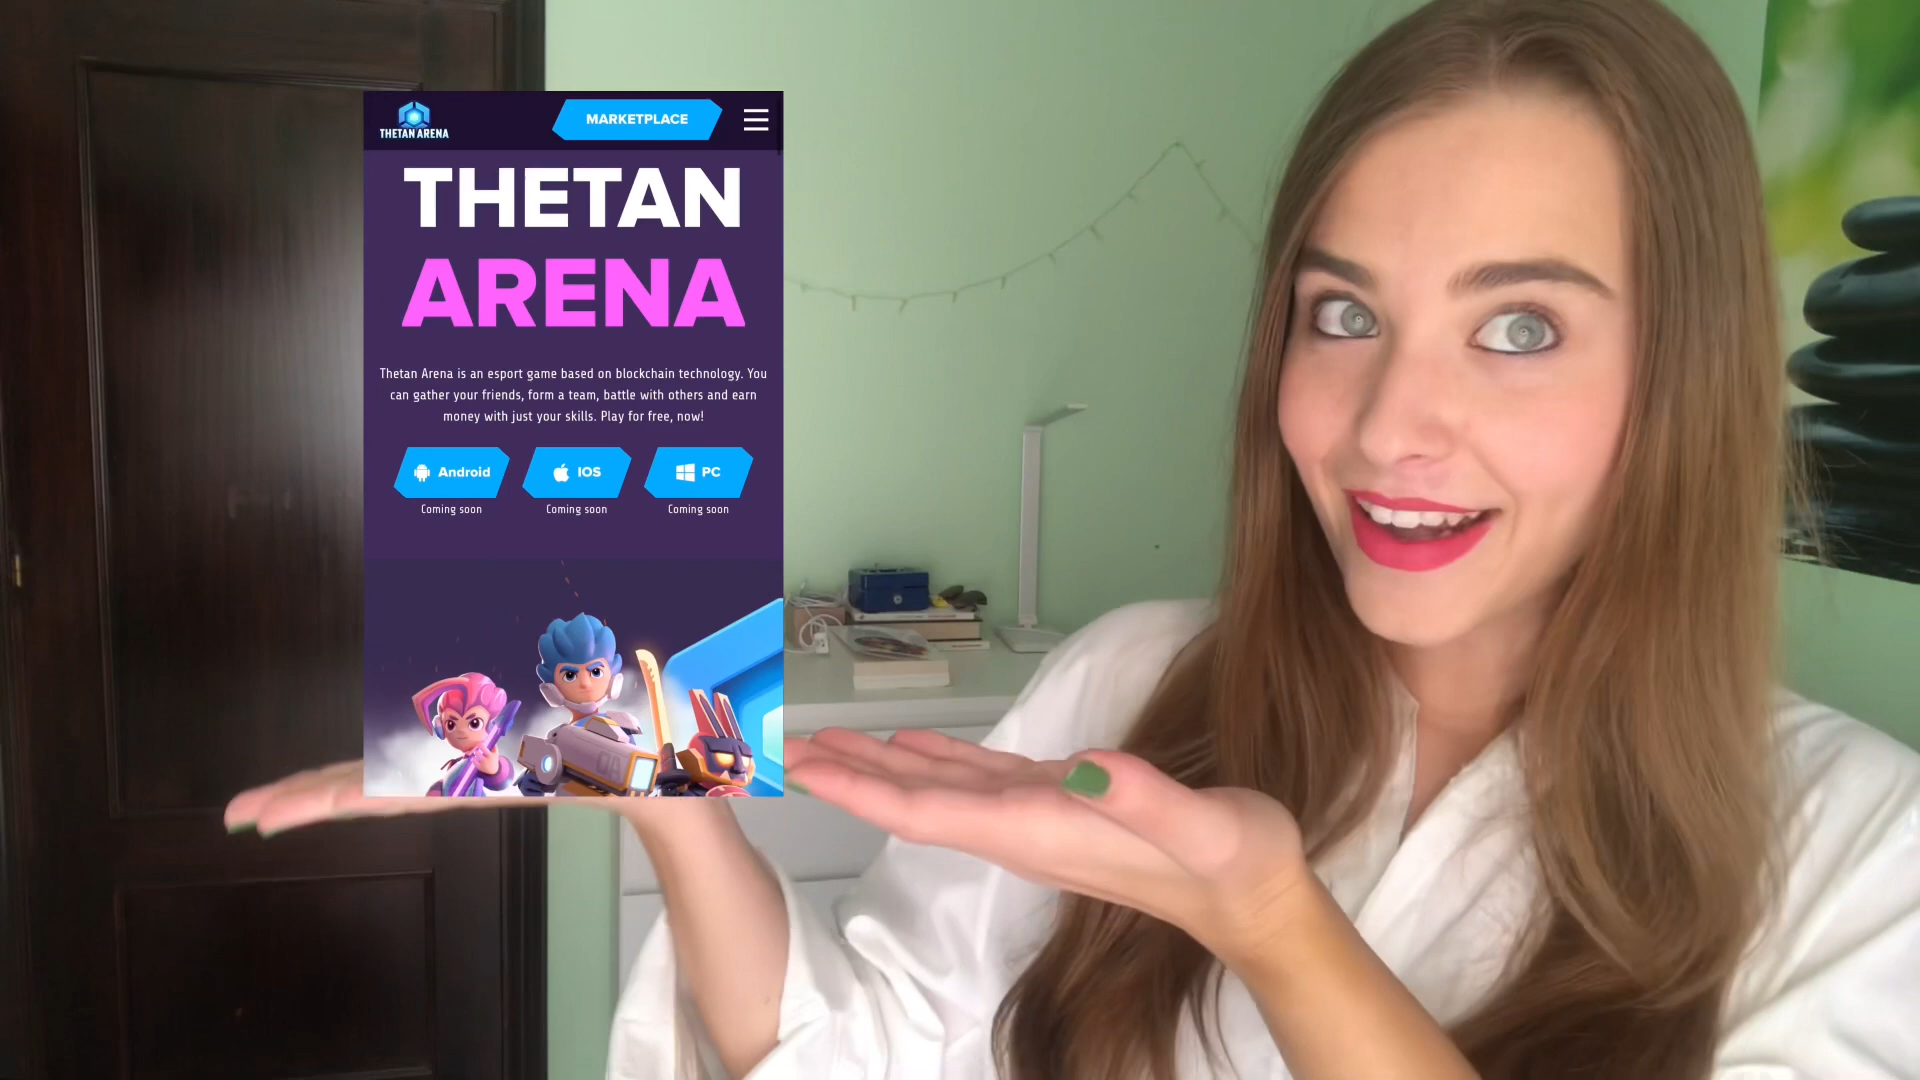 THETAN ARENA
MARKETPLACE
THETAN
ARENA
Thetan Arena is an esport game based on blockchain technology. You
can gather your friends, form a team, battle with others and earn
money with just your skills. Play for free, now!
Android
IOS
PC
Coming soon
Coming soon
Coming soon